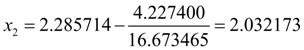 x₂ = 2.285714 − 4.227400 / 16.673465 = 2.032173